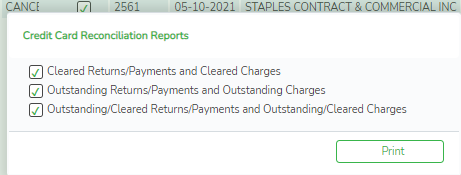 CANCE 2561 05-10-2021 STAPLES CONTRACT & COMMERCIAL INC
Credit Card Reconciliation Reports
Cleared Returns/Payments and Cleared Charges
Outstanding Returns/Payments and Outstanding Charges
Outstanding/Cleared Returns/Payments and Outstanding/Cleared Charges
Print